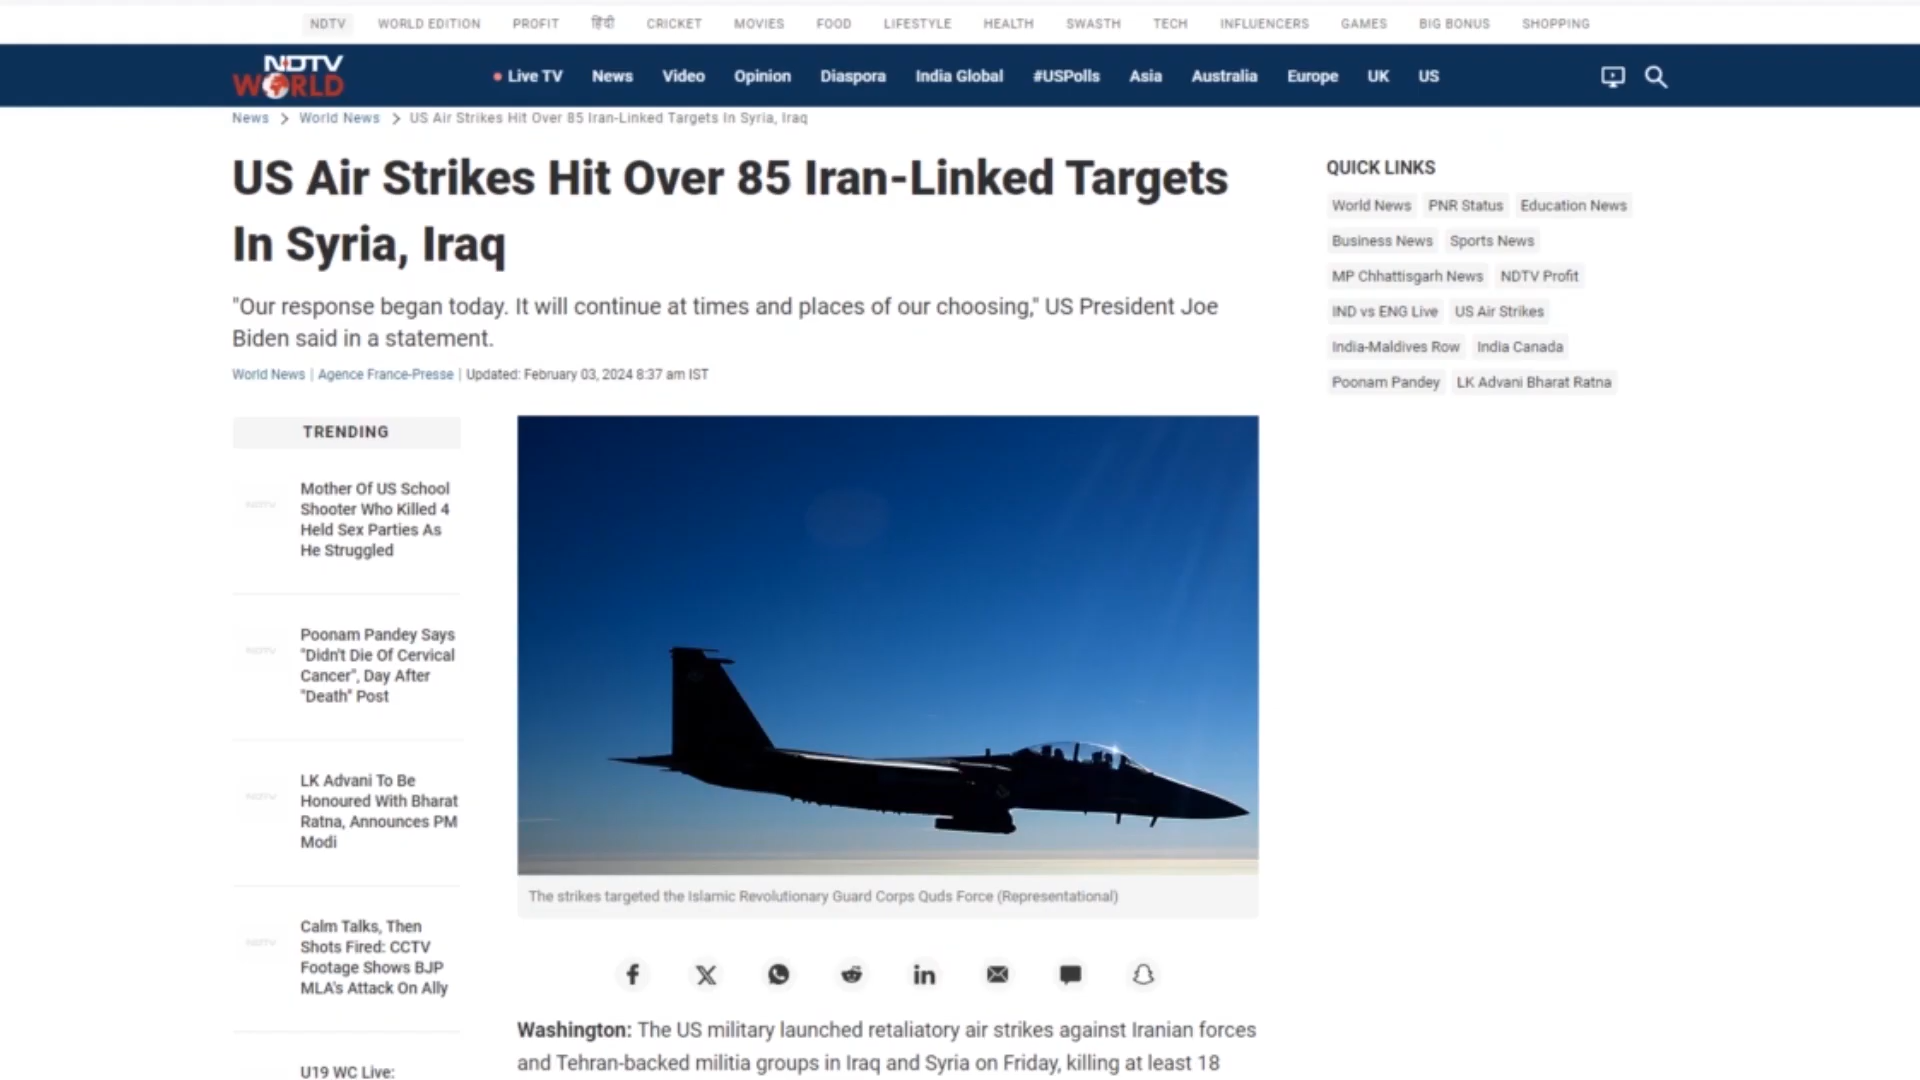 NDTV WORLD EDITION PROFIT हिंदी CRICKET MOVIES FOOD LIFESTYLE HEALTH SWASTH TECH INFLUENCERS GAMES BIG BONUS SHOPPING
NDTV
WORLD
Live TV News Video Opinion Diaspora India Global #USPolls Asia Australia Europe UK US
News > World News > US Air Strikes Hit Over 85 Iran-Linked Targets In Syria, Iraq
US Air Strikes Hit Over 85 Iran-Linked Targets
In Syria, Iraq
"Our response began today. It will continue at times and places of our choosing," US President Joe
Biden said in a statement.
World News | Agence France-Presse | Updated: February 03, 2024 8:37 am IST
TRENDING
NDTV
Mother Of US School
Shooter Who Killed 4
Held Sex Parties As
He Struggled
NDTV
Poonam Pandey Says
"Didn't Die Of Cervical
Cancer", Day After
"Death" Post
NDTV
LK Advani To Be
Honoured With Bharat
Ratna, Announces PM
Modi
NDTV
Calm Talks, Then
Shots Fired: CCTV
Footage Shows BJP
MLA's Attack On Ally
U19 WC Live:
The strikes targeted the Islamic Revolutionary Guard Corps Quds Force (Representational)
Washington: The US military launched retaliatory air strikes against Iranian forces
and Tehran-backed militia groups in Iraq and Syria on Friday, killing at least 18
QUICK LINKS
World News PNR Status Education News
Business News Sports News
MP Chhattisgarh News NDTV Profit
IND vs ENG Live US Air Strikes
India-Maldives Row India Canada
Poonam Pandey LK Advani Bharat Ratna